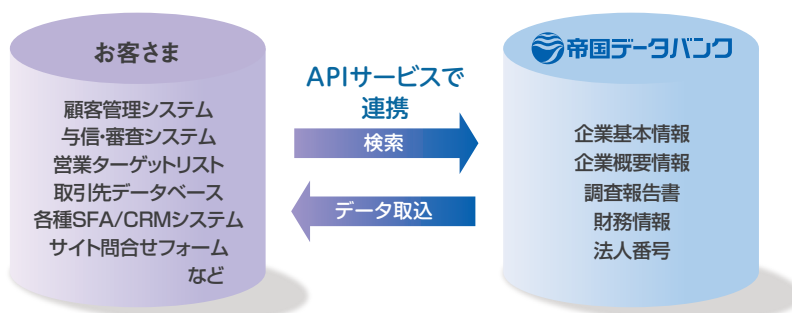 お客さま
顧客管理システム
与信・審査システム
営業ターゲットリスト
取引先データベース
各種SFA/CRMシステム
サイト問合せフォーム
など
APIサービスで
連携
検索
データ取込
帝国データバンク
企業基本情報
企業概要情報
調査報告書
財務情報
法人番号